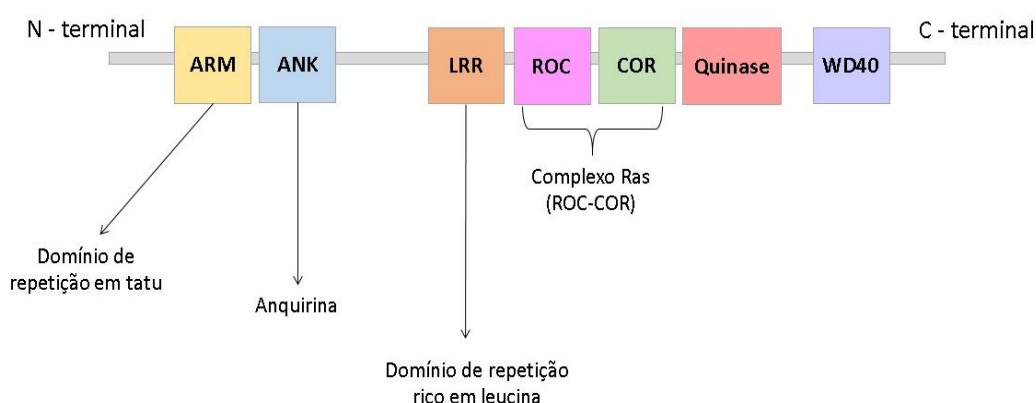 N - terminal
C - terminal
ARM
ANK
LRR
ROC
COR
Quinase
WD40
Complexo Ras
(ROC-COR)
Domínio de
repetição em tatu
Anquirina
Domínio de repetição
rico em leucina